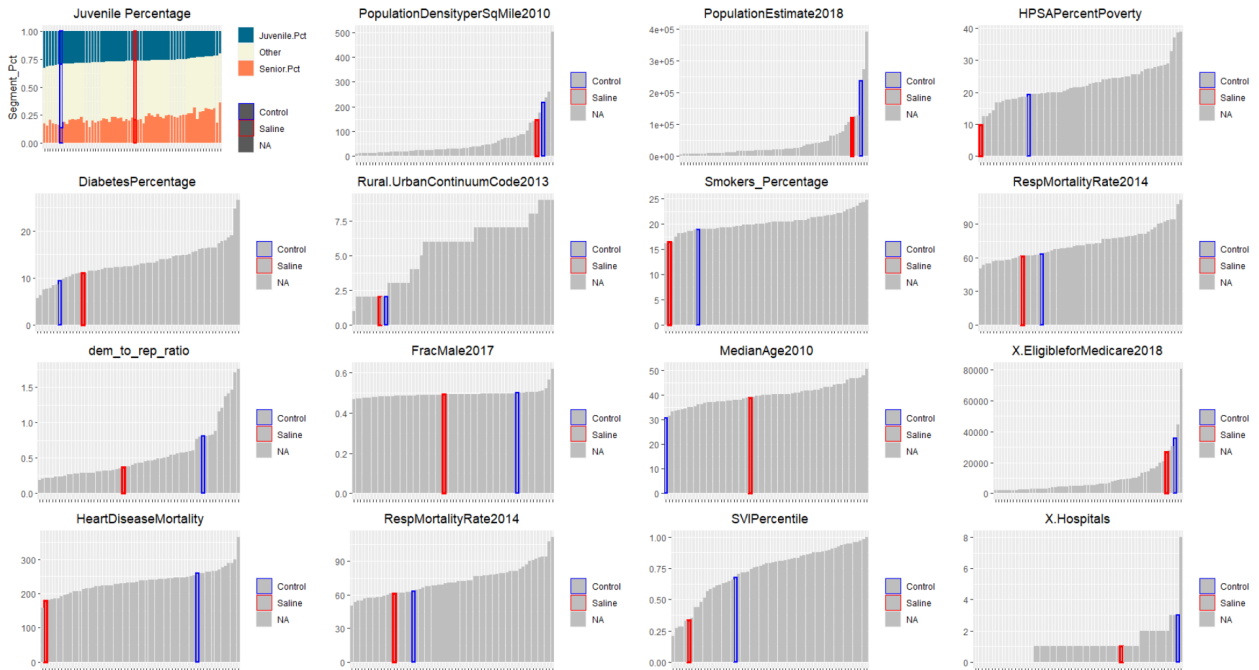 Juvenile Percentage
Segment_Pct
1.00
0.75
0.50
0.25
0.00
Juvenile.Pct
Other
Senior.Pct
Control
Saline
NA
PopulationDensityperSqMile2010
500
400
300
200
100
0
Control
Saline
NA
PopulationEstimate2018
4e+05
3e+05
2e+05
1e+05
0e+00
Control
Saline
NA
HPSAPercentPoverty
40
30
20
10
0
Control
Saline
NA
DiabetesPercentage
20
10
0
Control
Saline
NA
Rural.UrbanContinuumCode2013
7.5
5.0
2.5
0.0
Control
Saline
NA
Smokers_Percentage
25
20
15
10
5
0
Control
Saline
NA
RespMortalityRate2014
90
60
30
0
Control
Saline
NA
dem_to_rep_ratio
1.5
1.0
0.5
0.0
Control
Saline
NA
FracMale2017
0.6
0.4
0.2
0.0
Control
Saline
NA
MedianAge2010
50
40
30
20
10
0
Control
Saline
NA
X.EligibleforMedicare2018
80000
60000
40000
20000
0
Control
Saline
NA
HeartDiseaseMortality
300
200
100
0
Control
Saline
NA
RespMortalityRate2014
90
60
30
0
Control
Saline
NA
SVIPercentile
1.00
0.75
0.50
0.25
0.00
Control
Saline
NA
X.Hospitals
8
6
4
2
0
Control
Saline
NA